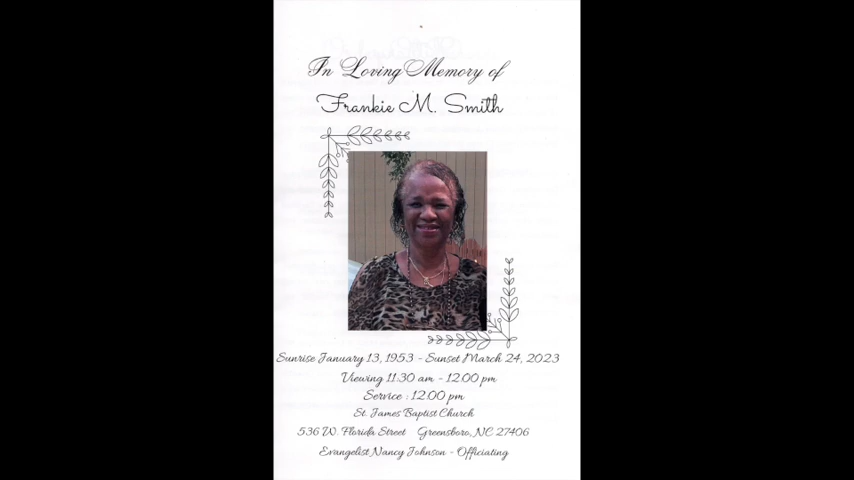 In Loving Memory of
Frankie M. Smith
Sunrise January 13, 1953 - Sunset March 24, 2023
Viewing 11:30 am - 12:00 pm
Service : 12:00 pm
St. James Baptist Church
536 W. Florida Street Greensboro, NC 27406
Evangelist Nancy Johnson - Officiating